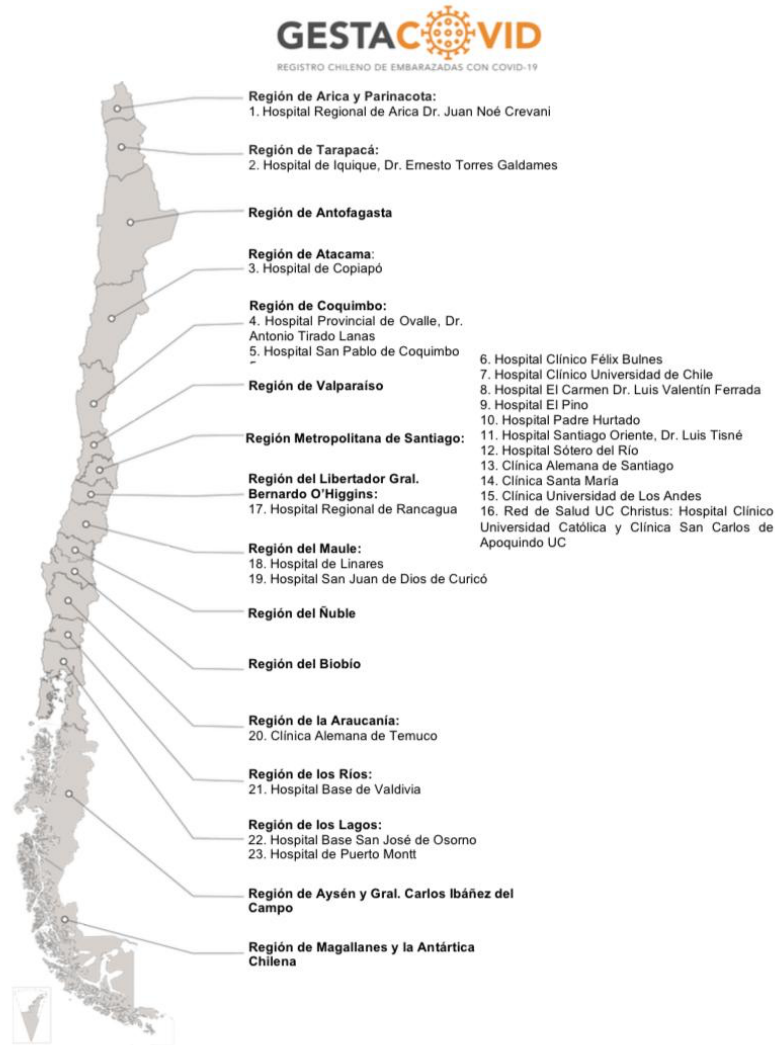 GESTACOVID
REGISTRO CHILENO DE EMBARAZADAS CON COVID-19
Región de Arica y Parinacota:
1. Hospital Regional de Arica Dr. Juan Noé Crevani
Región de Tarapacá:
2. Hospital de Iquique, Dr. Ernesto Torres Galdames
Región de Antofagasta
Región de Atacama:
3. Hospital de Copiapó
Región de Coquimbo:
4. Hospital Provincial de Ovalle, Dr.
Antonio Tirado Lanas
5. Hospital San Pablo de Coquimbo
Región de Valparaíso
Región Metropolitana de Santiago:
6. Hospital Clínico Félix Bulnes
7. Hospital Clínico Universidad de Chile
8. Hospital El Carmen Dr. Luis Valentín Ferrada
9. Hospital El Pino
10. Hospital Padre Hurtado
11. Hospital Santiago Oriente, Dr. Luis Tisné
12. Hospital Sótero del Río
13. Clínica Alemana de Santiago
14. Clínica Santa María
15. Clínica Universidad de Los Andes
16. Red de Salud UC Christus: Hospital Clínico
Universidad Católica y Clínica San Carlos de
Apoquindo UC
Región del Libertador Gral.
Bernardo O'Higgins:
17. Hospital Regional de Rancagua
Región del Maule:
18. Hospital de Linares
19. Hospital San Juan de Dios de Curicó
Región del Ñuble
Región del Biobío
Región de la Araucanía:
20. Clínica Alemana de Temuco
Región de los Ríos:
21. Hospital Base de Valdivia
Región de los Lagos:
22. Hospital Base San José de Osorno
23. Hospital de Puerto Montt
Región de Aysén y Gral. Carlos Ibáñez del
Campo
Región de Magallanes y la Antártica
Chilena